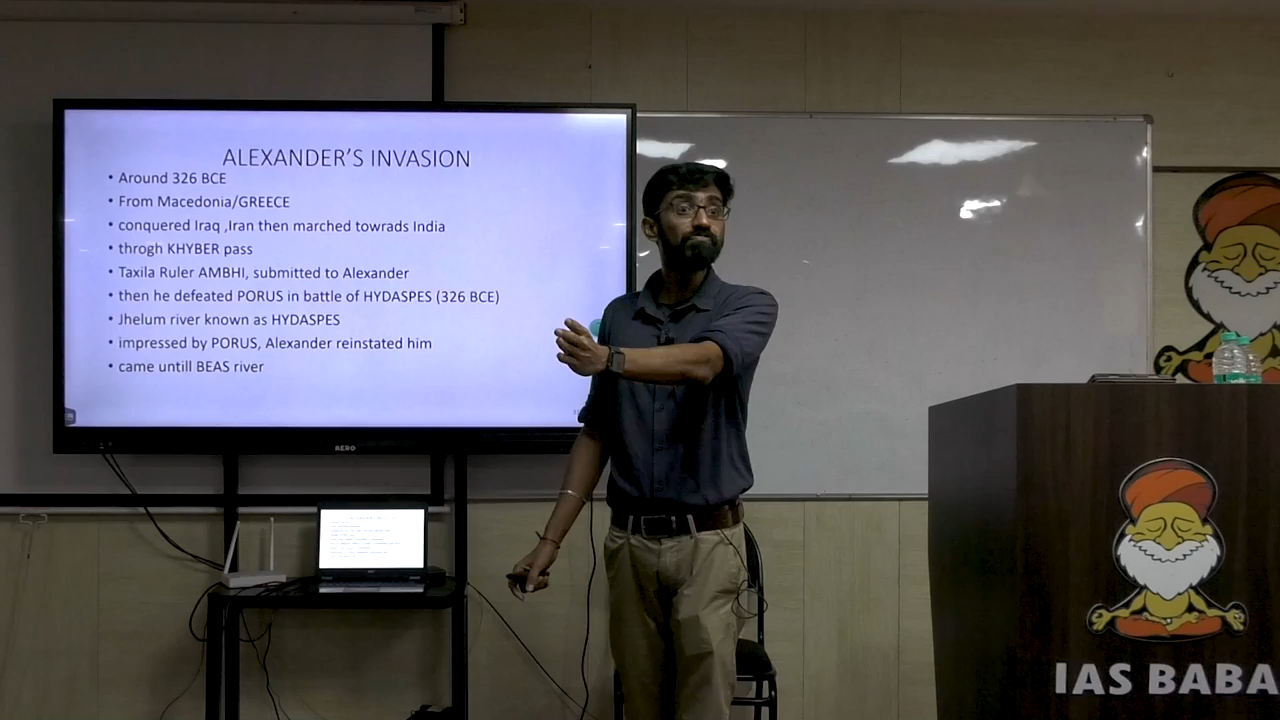 ALEXANDER'S INVASION
• Around 326 BCE
• From Macedonia/GREECE
• conquered Iraq ,Iran then marched towrads India
• throgh KHYBER pass
• Taxila Ruler AMBHI, submitted to Alexander
• then he defeated PORUS in battle of HYDASPES (326 BCE)
• Jhelum river known as HYDASPES
• impressed by PORUS, Alexander reinstated him
• came untill BEAS river
AERO
IAS BABA